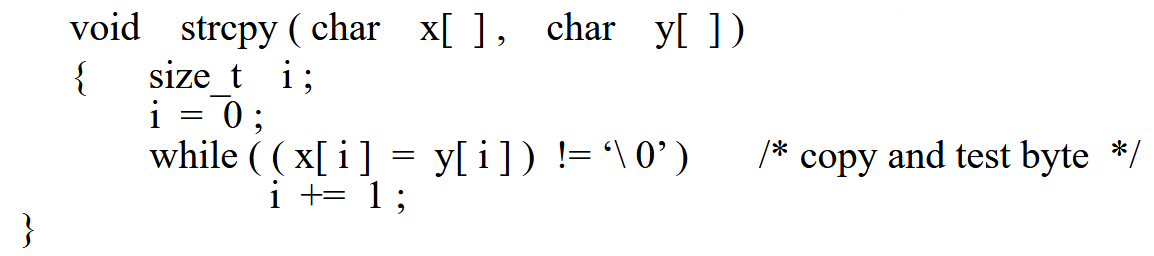 void strcpy ( char x[ ] , char y[ ] )
{ size_t i ;
i = 0 ;
while ( ( x[ i ] = y[ i ] ) != ‘\ 0’ ) /* copy and test byte */
i += 1 ;
}